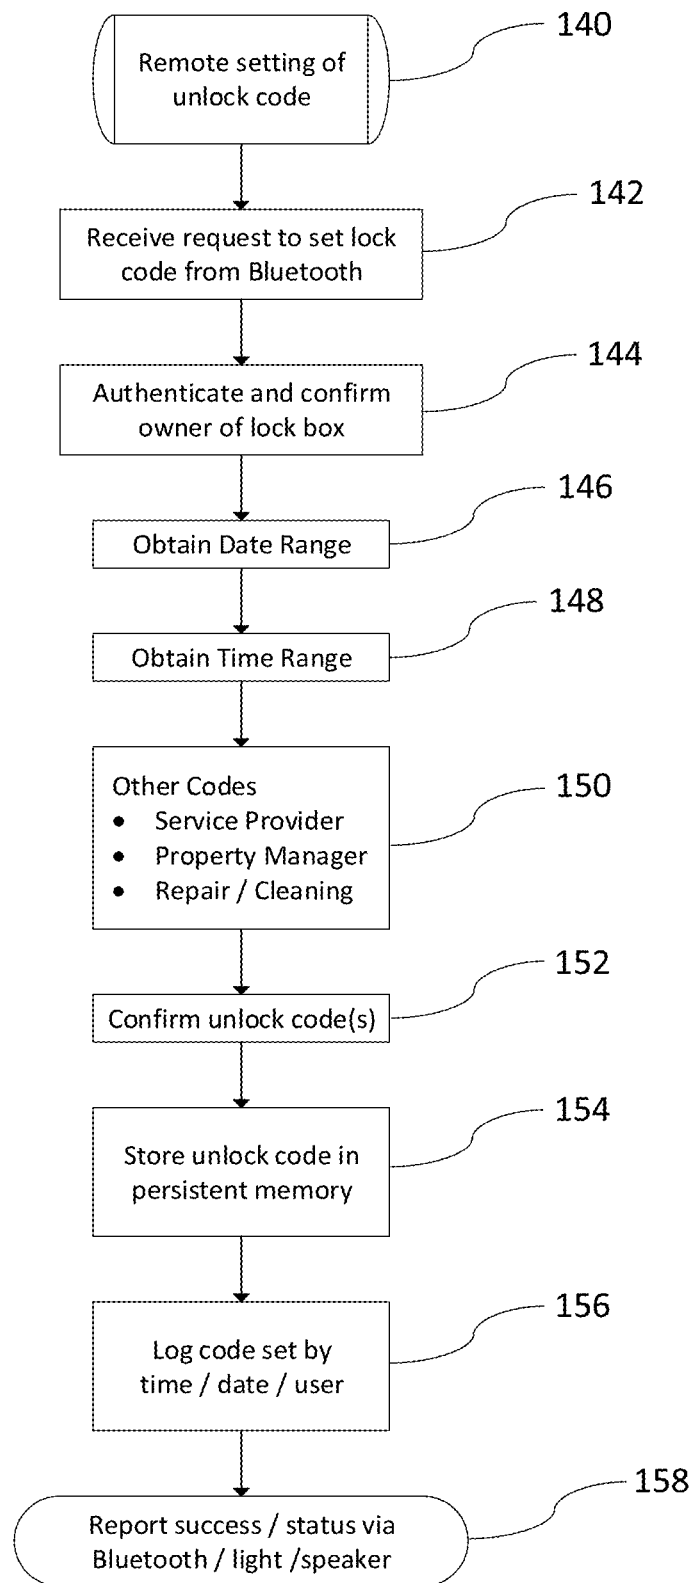 140
Remote setting of
unlock code
142
Receive request to set lock
code from Bluetooth
144
Authenticate and confirm
owner of lock box
146
Obtain Date Range
148
Obtain Time Range
150
Other Codes
• Service Provider
• Property Manager
• Repair / Cleaning
152
Confirm unlock code(s)
154
Store unlock code in
persistent memory
156
Log code set by
time / date / user
158
Report success / status via
Bluetooth / light /speaker